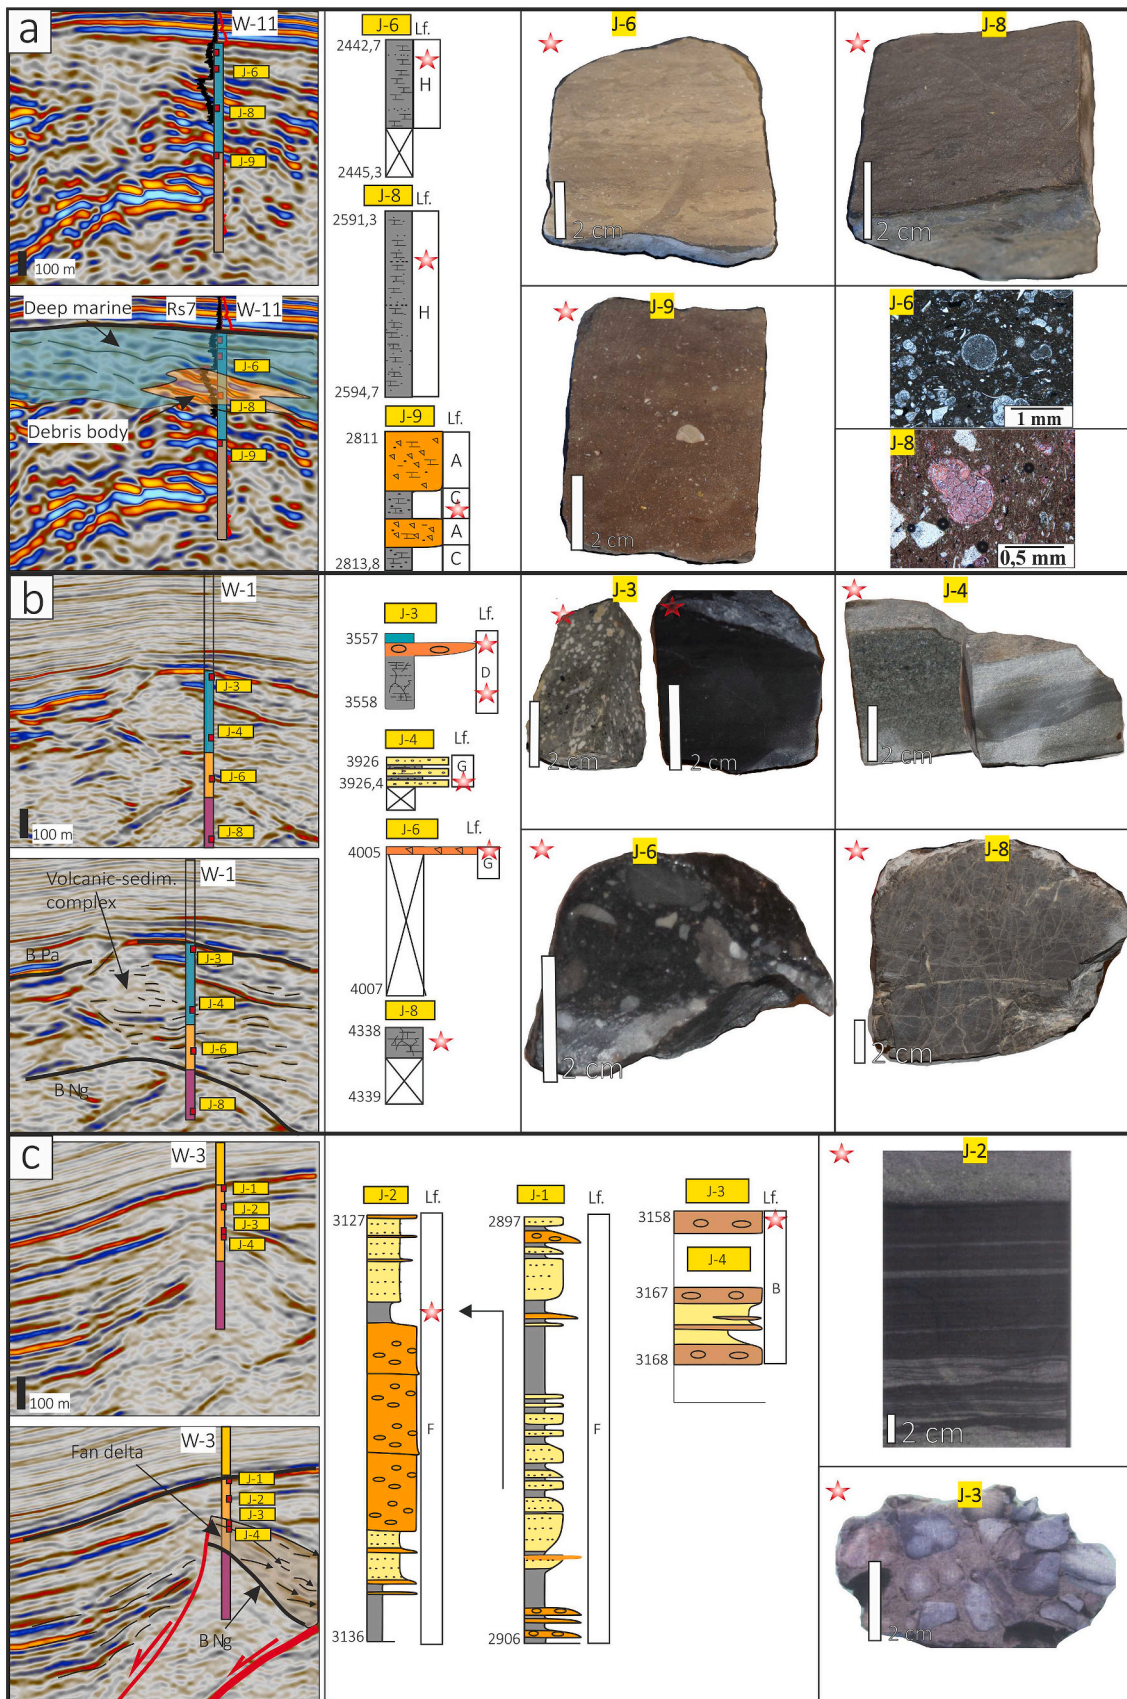 a
W-11
J-6
J-8
J-9
100 m
Deep marine
Rs7
W-11
J-6
J-8
Debris body
J-9
J-6
Lf.
2442,7
H
2445,3
J-8
Lf.
2591,3
H
2594,7
J-9
Lf.
2811
A
C
A
C
2813,8
J-6
2 cm
J-8
2 cm
J-9
2 cm
J-6
1 mm
J-8
0,5 mm
b
W-1
J-3
J-4
J-6
J-8
100 m
Volcanic-sedim.
complex
W-1
B Pa
J-3
J-4
J-6
B Ng
J-8
J-3
Lf.
3557
D
3558
J-4
Lf.
3926
G
3926,4
J-6
Lf.
4005
G
4007
J-8
4338
4339
J-3
2 cm
2 cm
J-4
2 cm
J-6
2 cm
J-8
2 cm
c
W-3
J-1
J-2
J-3
J-4
100 m
W-3
Fan delta
J-1
J-2
J-3
J-4
B Ng
J-2
Lf.
3127
F
3136
J-1
Lf.
2897
F
2906
J-3
Lf.
3158
J-4
B
3167
3168
J-2
2 cm
J-3
2 cm